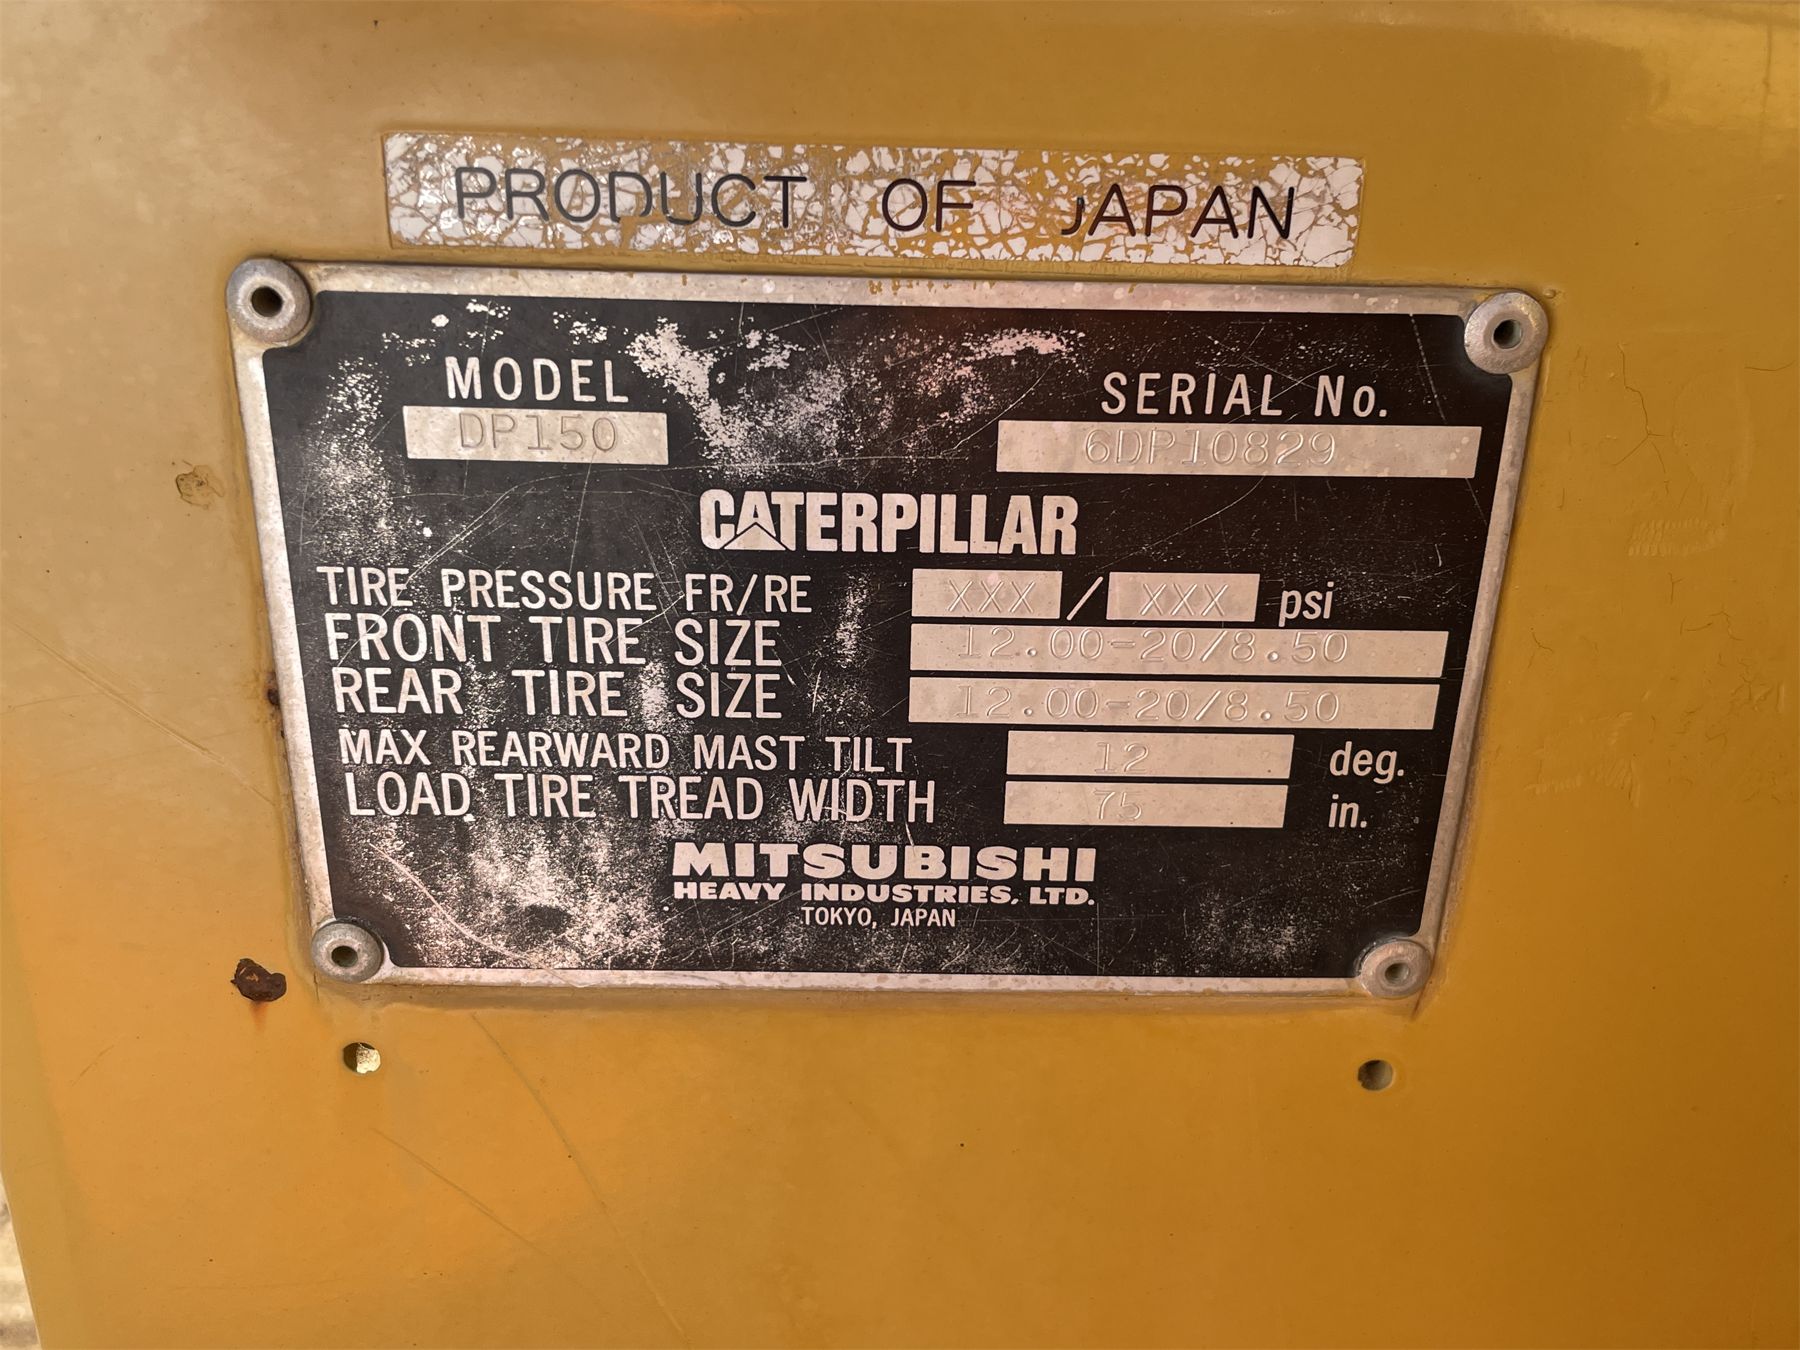 PRODUCT OF JAPAN
MODEL
DP150
SERIAL No.
6DP10829
CATERPILLAR
TIRE PRESSURE FR/RE XXX / XXX psi
FRONT TIRE SIZE 12.00-20/8.50
REAR TIRE SIZE 12.00-20/8.50
MAX REARWARD MAST TILT 12 deg.
LOAD TIRE TREAD WIDTH 75 in.
MITSUBISHI
HEAVY INDUSTRIES, LTD.
TOKYO, JAPAN